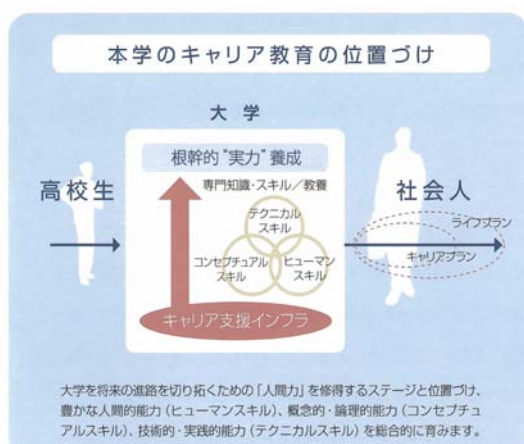 本学のキャリア教育の位置づけ
大学
根幹的“実力”養成
高校生
専門知識・スキル／教養
社会人
テクニカル
スキル
ライフプラン
コンセプチュアル
スキル
ヒューマン
スキル
キャリアプラン
キャリア支援インフラ
大学を将来の進路を切り拓くための「人間力」を修得するステージと位置づけ、
豊かな人間的能力（ヒューマンスキル）、概念的・論理的能力（コンセプチュ
アルスキル）、技術的・実践的能力（テクニカルスキル）を総合的に育みます。